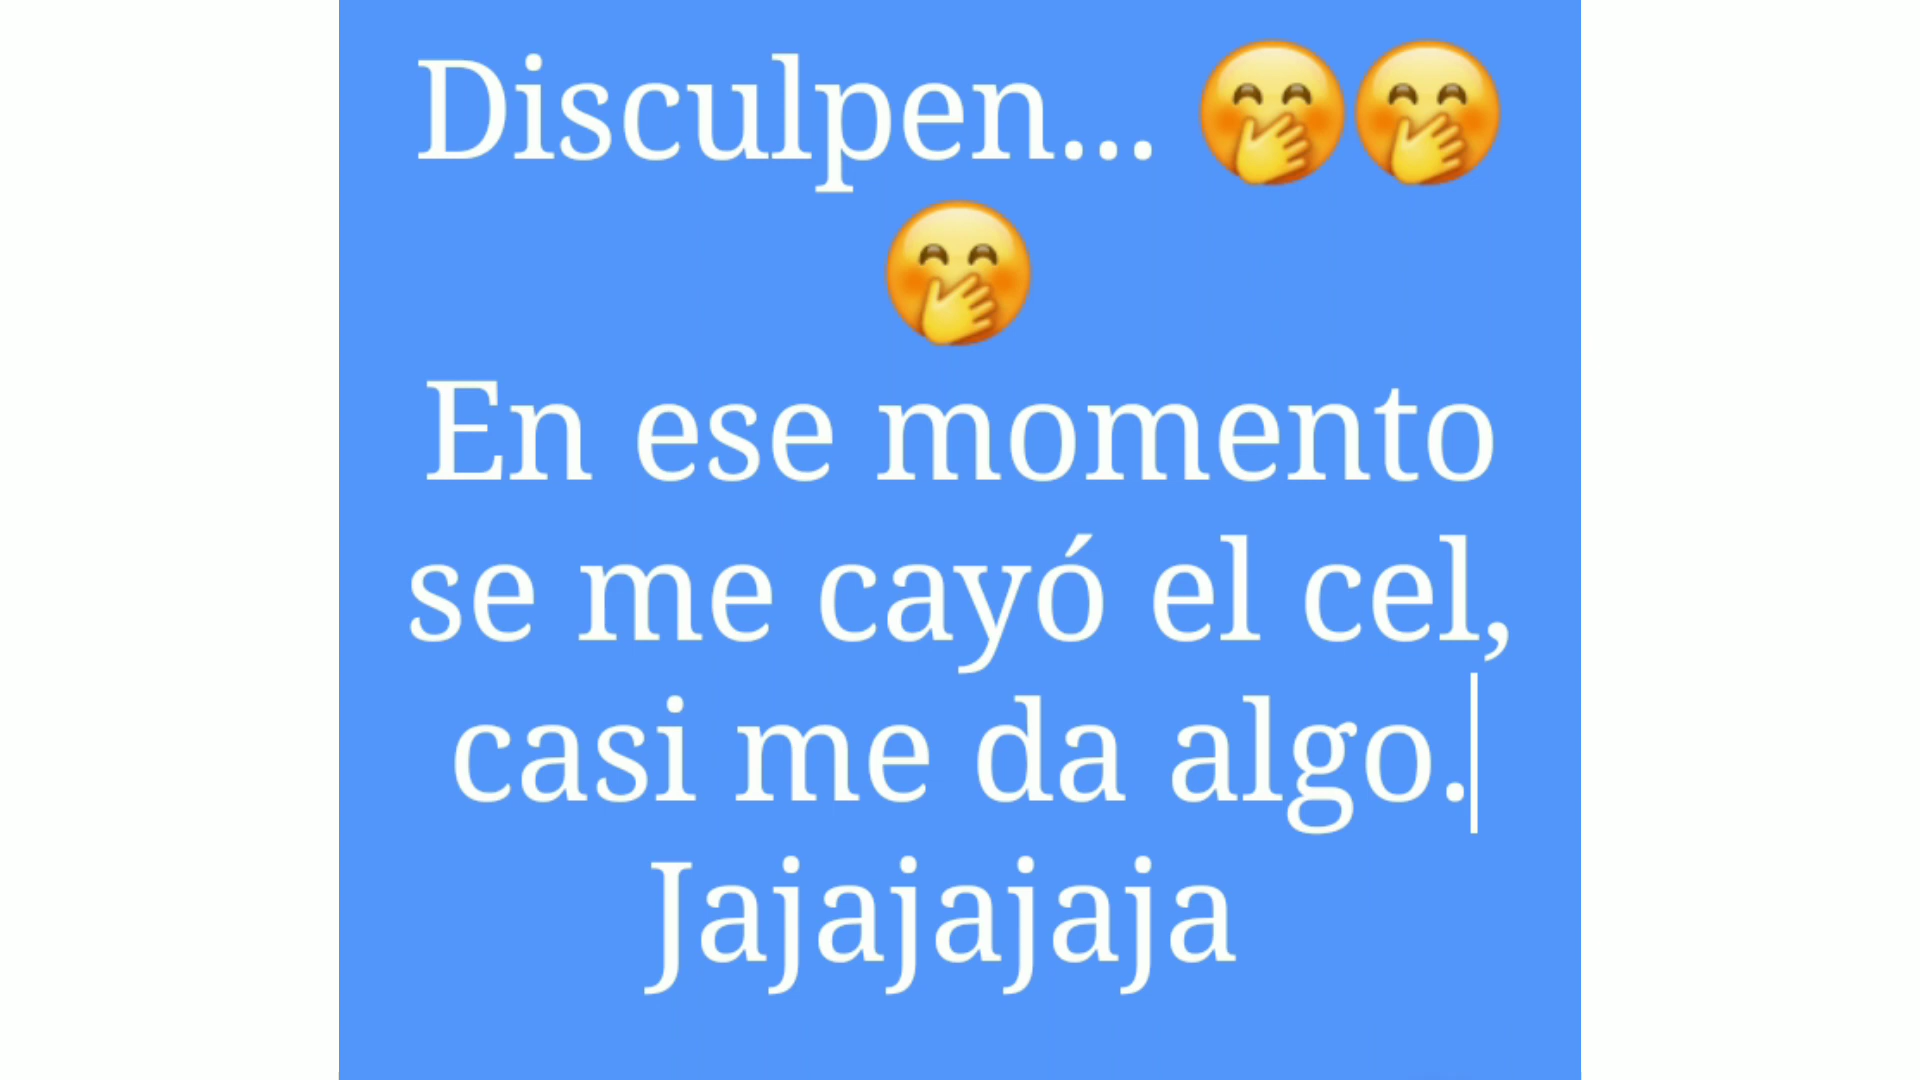 Disculpen... 🤭🤭
🤭
En ese momento
se me cayó el cel,
casi me da algo.
Jajajajaja